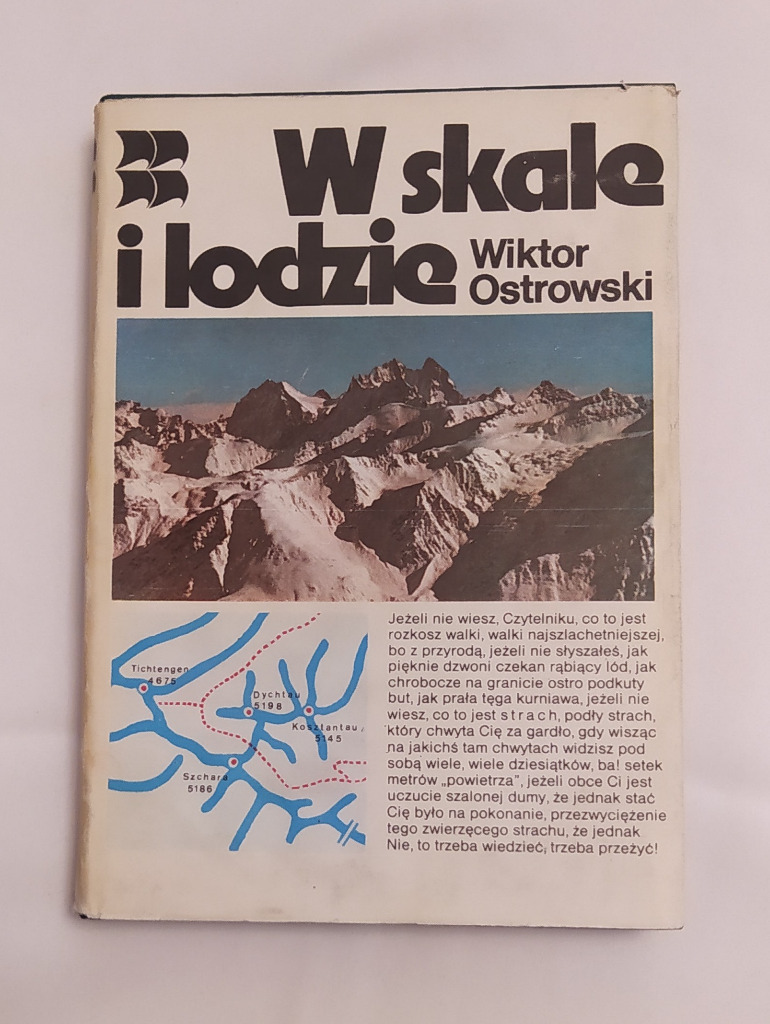 W skale
i lodzie
Wiktor
Ostrowski
Tichtengen
4675
Dychtau
5198
Kosztantau
5145
Szchara
5186
Jeżeli nie wiesz, Czytelniku, co to jest
rozkosz walki, walki najszlachetniejszej,
bo z przyrodą, jeżeli nie słyszałeś, jak
pięknie dzwoni czekan rąbiący lód, jak
chrobocze na granicie ostro podkuty
but, jak prała tęga kurniawa, jeżeli nie
wiesz, co to jest strach, podły strach,
który chwyta Cię za gardło, gdy wisząc
na jakichś tam chwytach widzisz pod
sobą wiele, wiele dziesiątków, ba! setek
metrów „powietrza”, jeżeli obce Ci jest
uczucie szalonej dumy, że jednak stać
Cię było na pokonanie, przezwyciężenie
tego zwierzęcego strachu, że jednak
Nie, to trzeba wiedzieć, trzeba przeżyć!